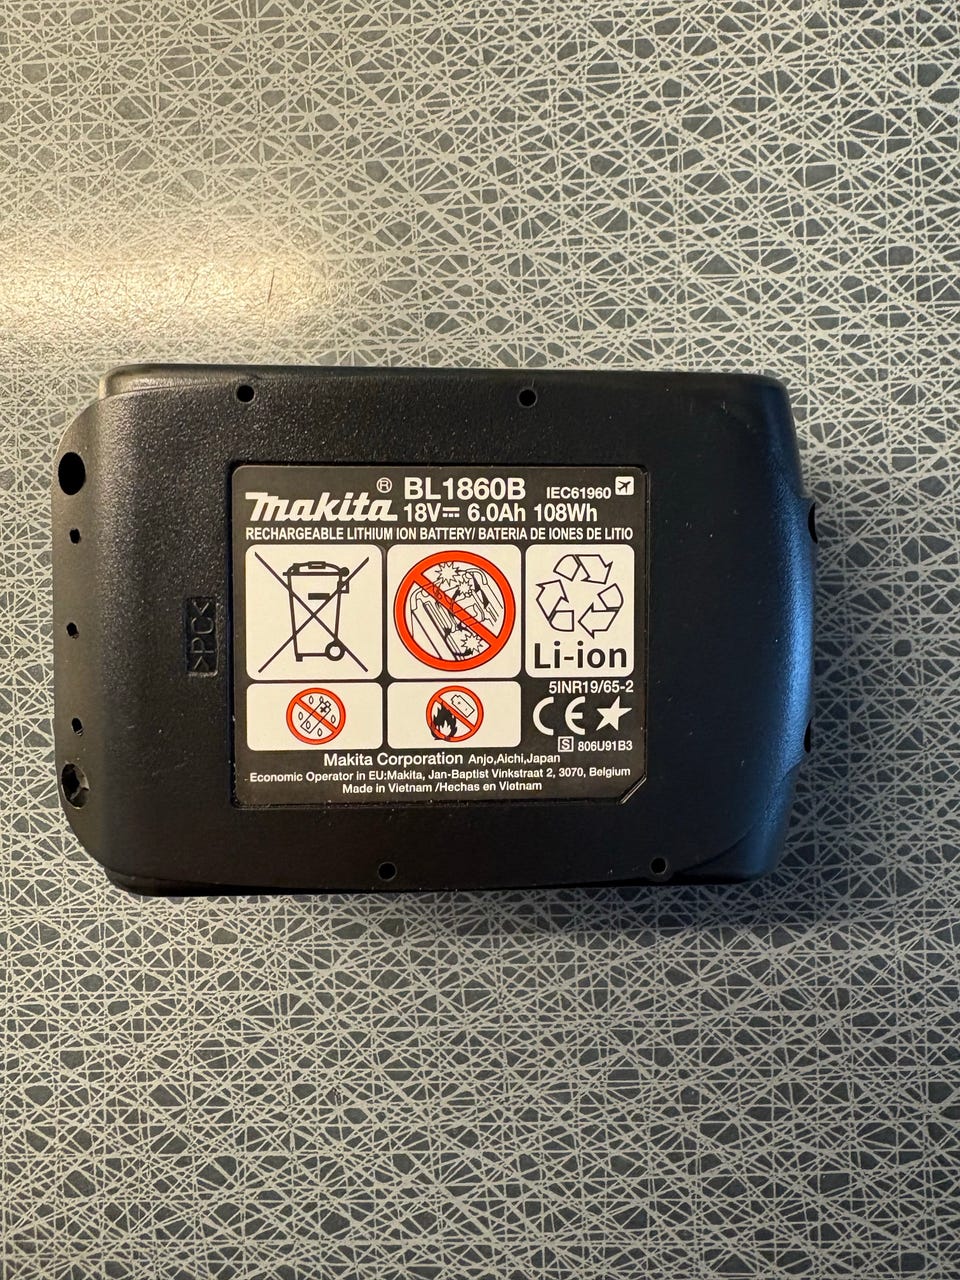 makita® BL1860B IEC61960
18V⎓ 6.0Ah 108Wh
RECHARGEABLE LITHIUM ION BATTERY/ BATERIA DE IONES DE LITIO
Li-ion
5INR19/65-2
CE
S 806U91B3
Makita Corporation Anjo,Aichi,Japan
Economic Operator in EU:Makita, Jan-Baptist Vinkstraat 2, 3070, Belgium
Made in Vietnam /Hechas en Vietnam
>PC<